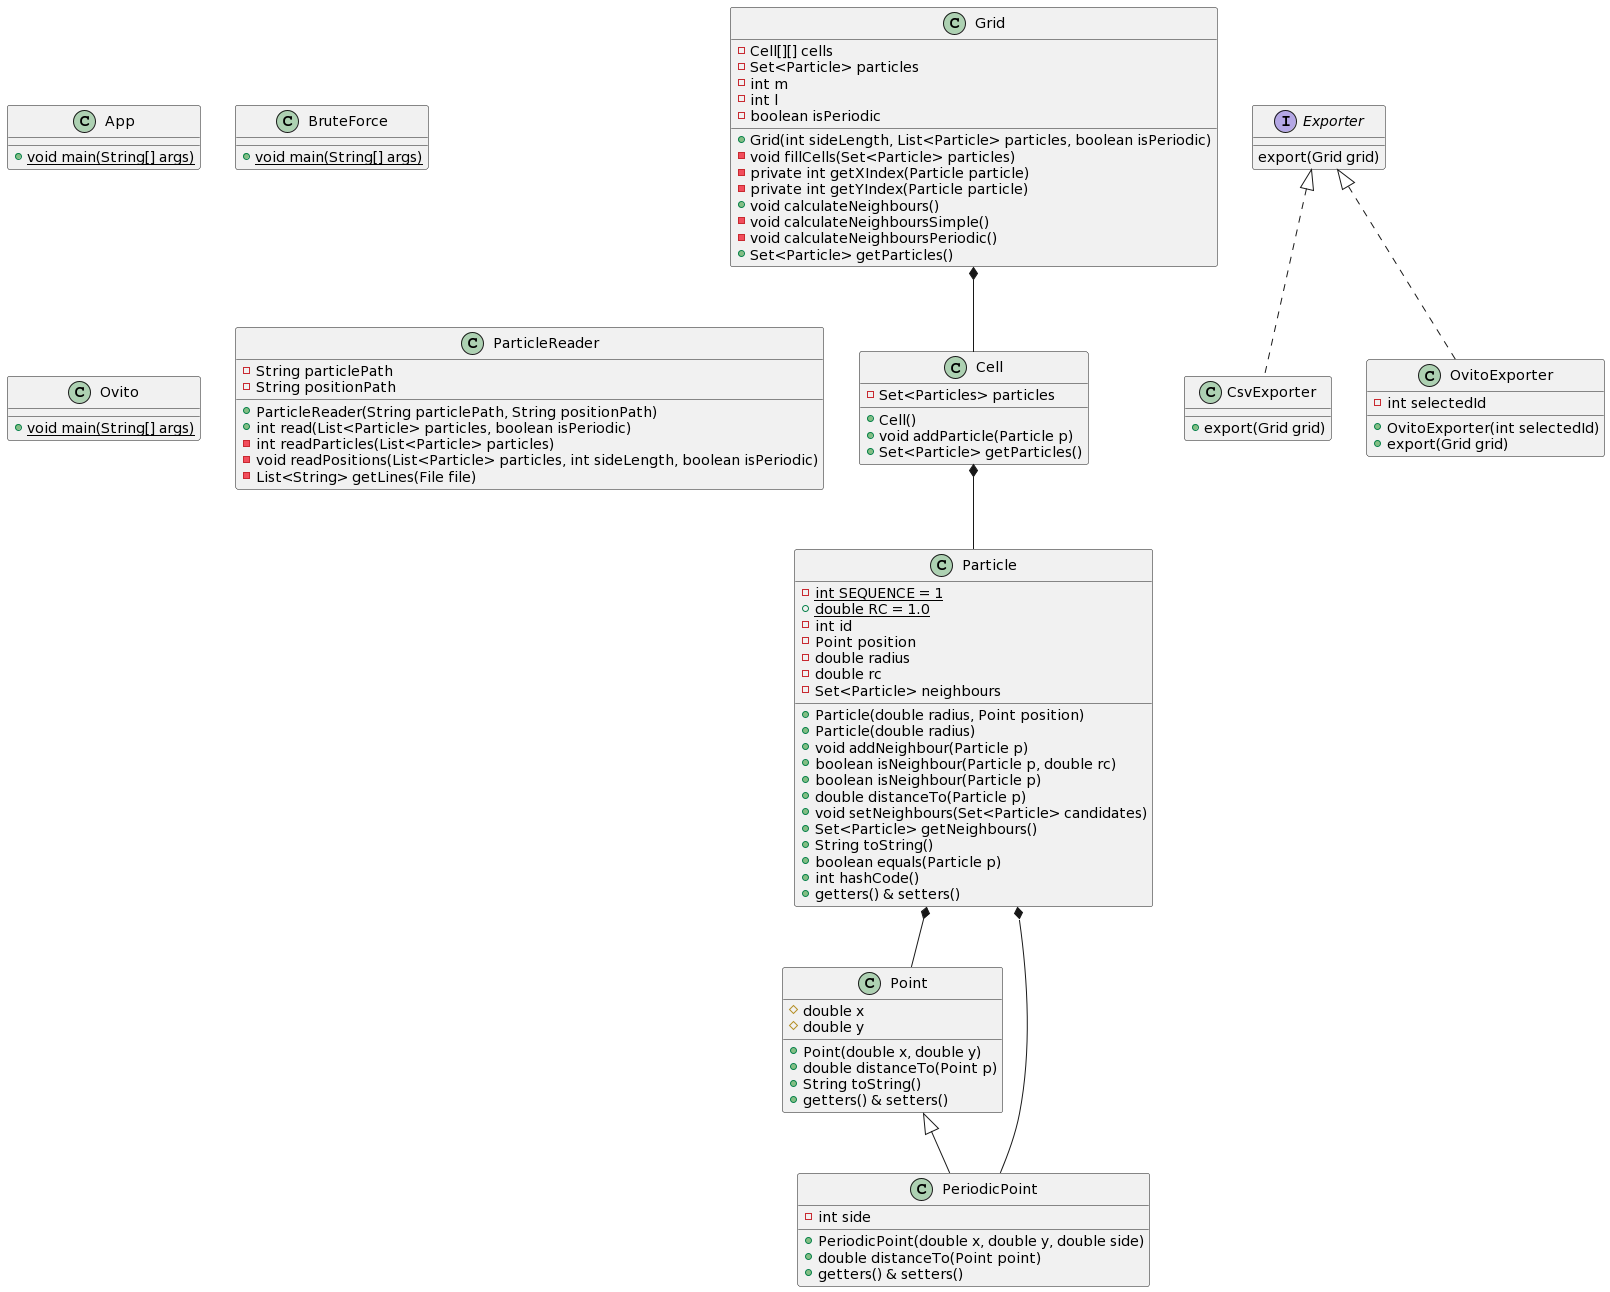 C Grid
Cell[][] cells
Set<Particle> particles
int m
int l
boolean isPeriodic
Grid(int sideLength, List<Particle> particles, boolean isPeriodic)
void fillCells(Set<Particle> particles)
private int getXIndex(Particle particle)
private int getYIndex(Particle particle)
void calculateNeighbours()
void calculateNeighboursSimple()
void calculateNeighboursPeriodic()
Set<Particle> getParticles()
C App
void main(String[] args)
C BruteForce
void main(String[] args)
I Exporter
export(Grid grid)
C Ovito
void main(String[] args)
C ParticleReader
String particlePath
String positionPath
ParticleReader(String particlePath, String positionPath)
int read(List<Particle> particles, boolean isPeriodic)
int readParticles(List<Particle> particles)
void readPositions(List<Particle> particles, int sideLength, boolean isPeriodic)
List<String> getLines(File file)
C Cell
Set<Particles> particles
Cell()
void addParticle(Particle p)
Set<Particle> getParticles()
C CsvExporter
export(Grid grid)
C OvitoExporter
int selectedId
OvitoExporter(int selectedId)
export(Grid grid)
C Particle
int SEQUENCE = 1
double RC = 1.0
int id
Point position
double radius
double rc
Set<Particle> neighbours
Particle(double radius, Point position)
Particle(double radius)
void addNeighbour(Particle p)
boolean isNeighbour(Particle p, double rc)
boolean isNeighbour(Particle p)
double distanceTo(Particle p)
void setNeighbours(Set<Particle> candidates)
Set<Particle> getNeighbours()
String toString()
boolean equals(Particle p)
int hashCode()
getters() & setters()
C Point
double x
double y
Point(double x, double y)
double distanceTo(Point p)
String toString()
getters() & setters()
C PeriodicPoint
int side
PeriodicPoint(double x, double y, double side)
double distanceTo(Point point)
getters() & setters()